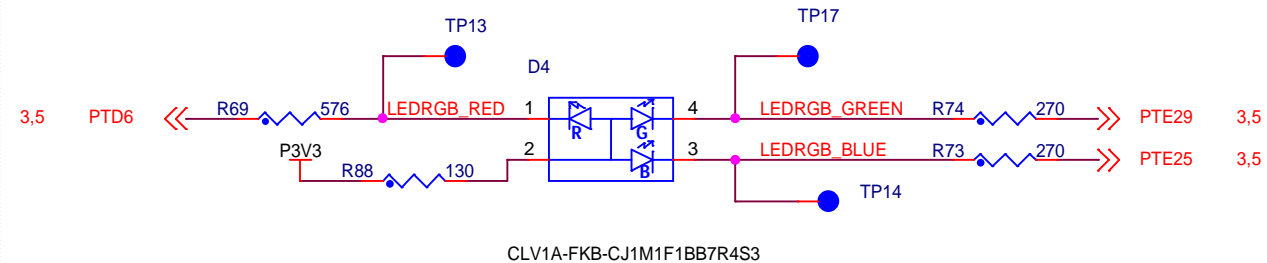 TP13
TP17
D4
3,5 PTD6 R69 576 LEDRGB_RED 1 R G 4 LEDRGB_GREEN R74 270 PTE29 3,5
P3V3 R88 130 2 B 3 LEDRGB_BLUE R73 270 PTE25 3,5
TP14
CLV1A-FKB-CJ1M1F1BB7R4S3